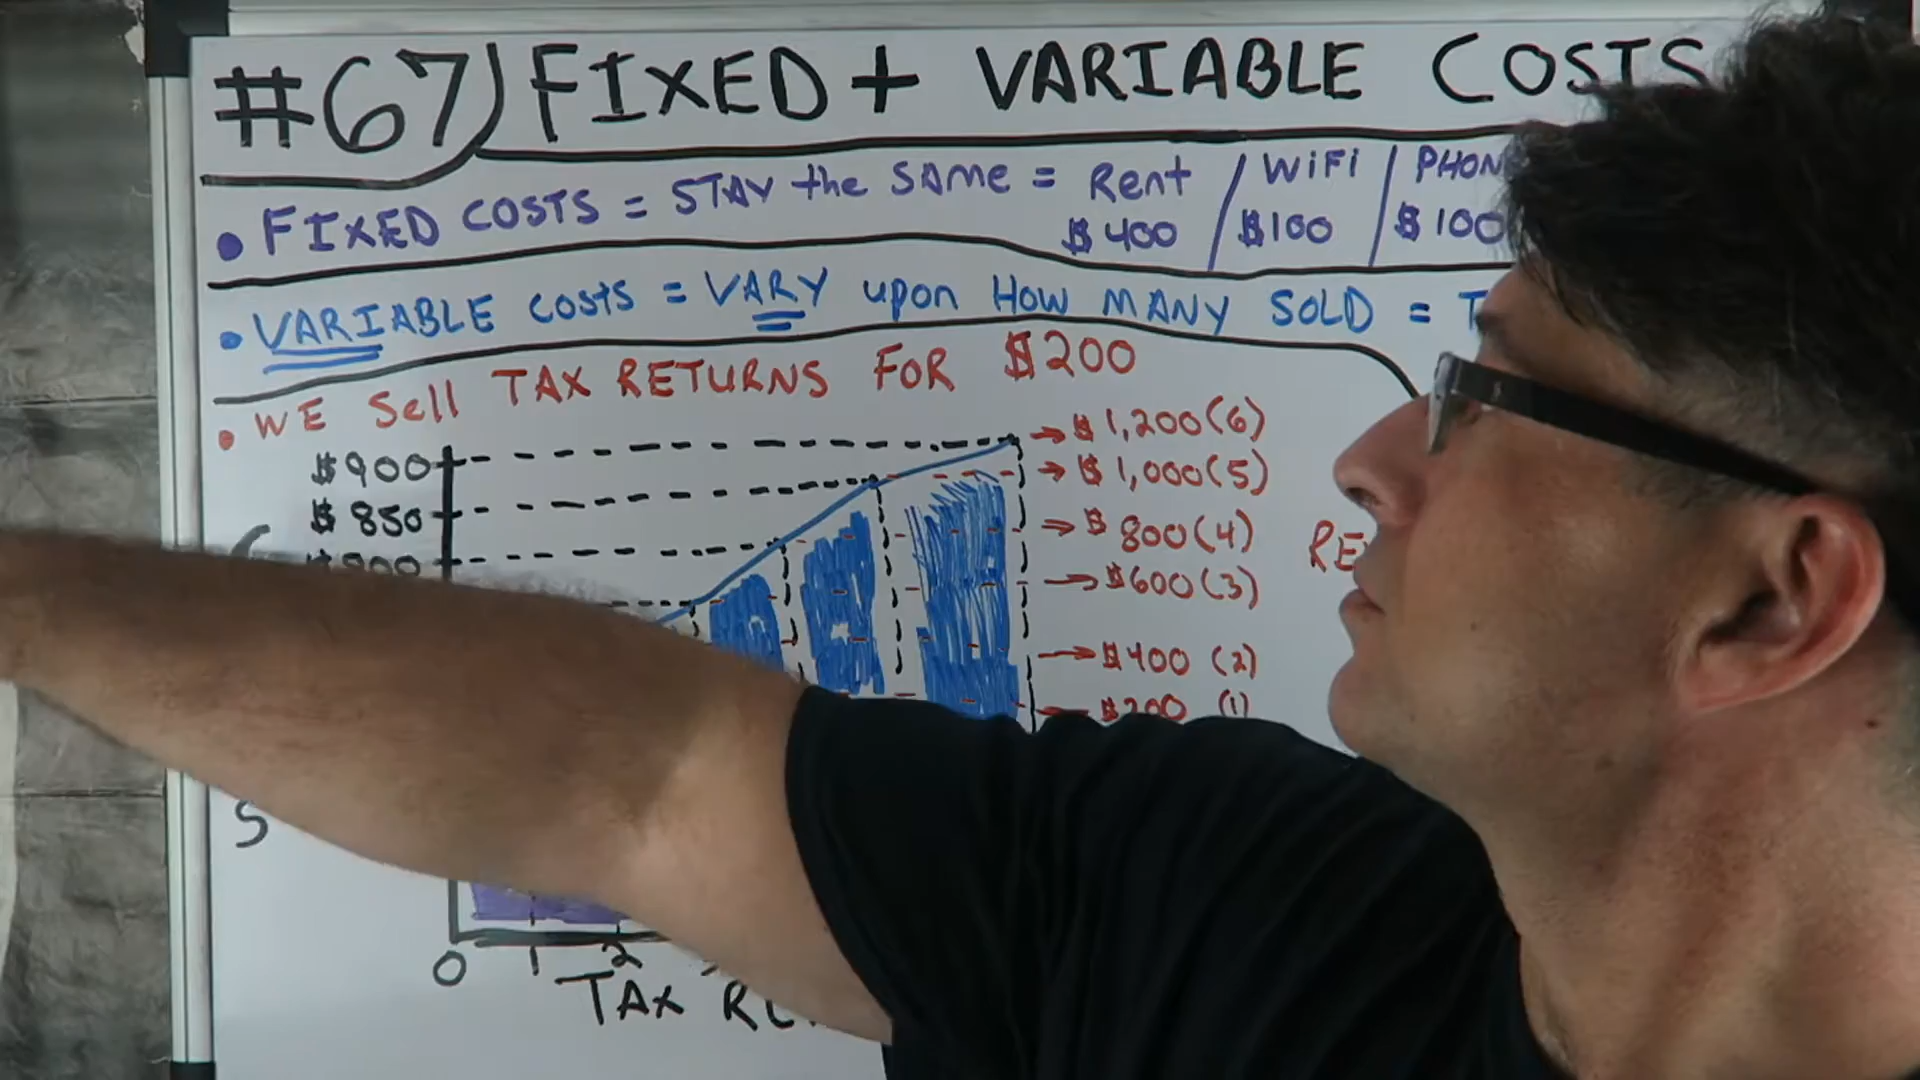 #67) FIXED + VARIABLE COSTS
• FIXED COSTS = STAY the SAME = Rent / WiFi /
$400 / $100 / $100
• VARIABLE COSTS = VARY upon HOW MANY SOLD =
• WE Sell TAX RETURNS FOR $200
$900
$850
→ $1,200 (6)
→ $1,000 (5)
→ $800 (4)
→ $600 (3)
→ $400 (2)
$200 (1)
S
0 1 2
TAX